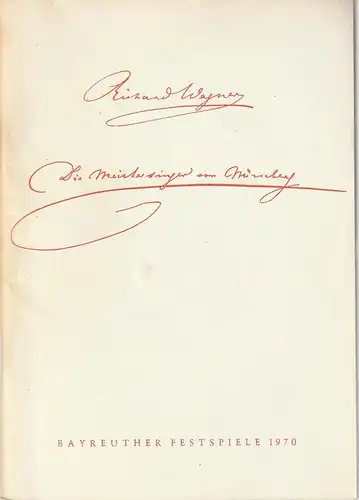 Richard Wagner
Die Meistersinger von Nürnberg
BAYREUTHER FESTSPIELE 1970